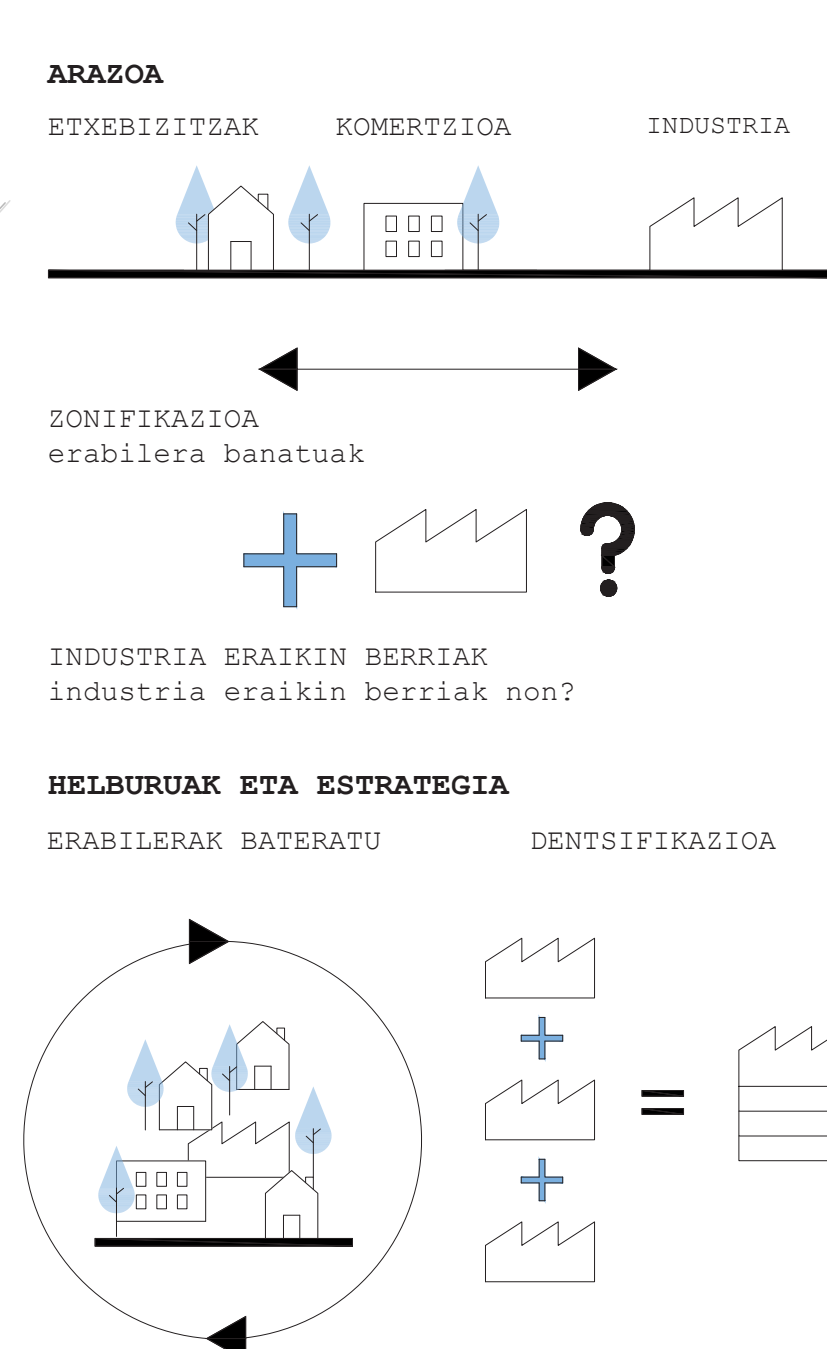 ARAZOA
ETXEBIZITZAK KOMERTZIOA INDUSTRIA
ZONIFIKAZIOA
erabilera banatuak
?
INDUSTRIA ERAIKIN BERRIAK
industria eraikin berriak non?
HELBURUAK ETA ESTRATEGIA
ERABILERAK BATERATU DENTSIFIKAZIOA